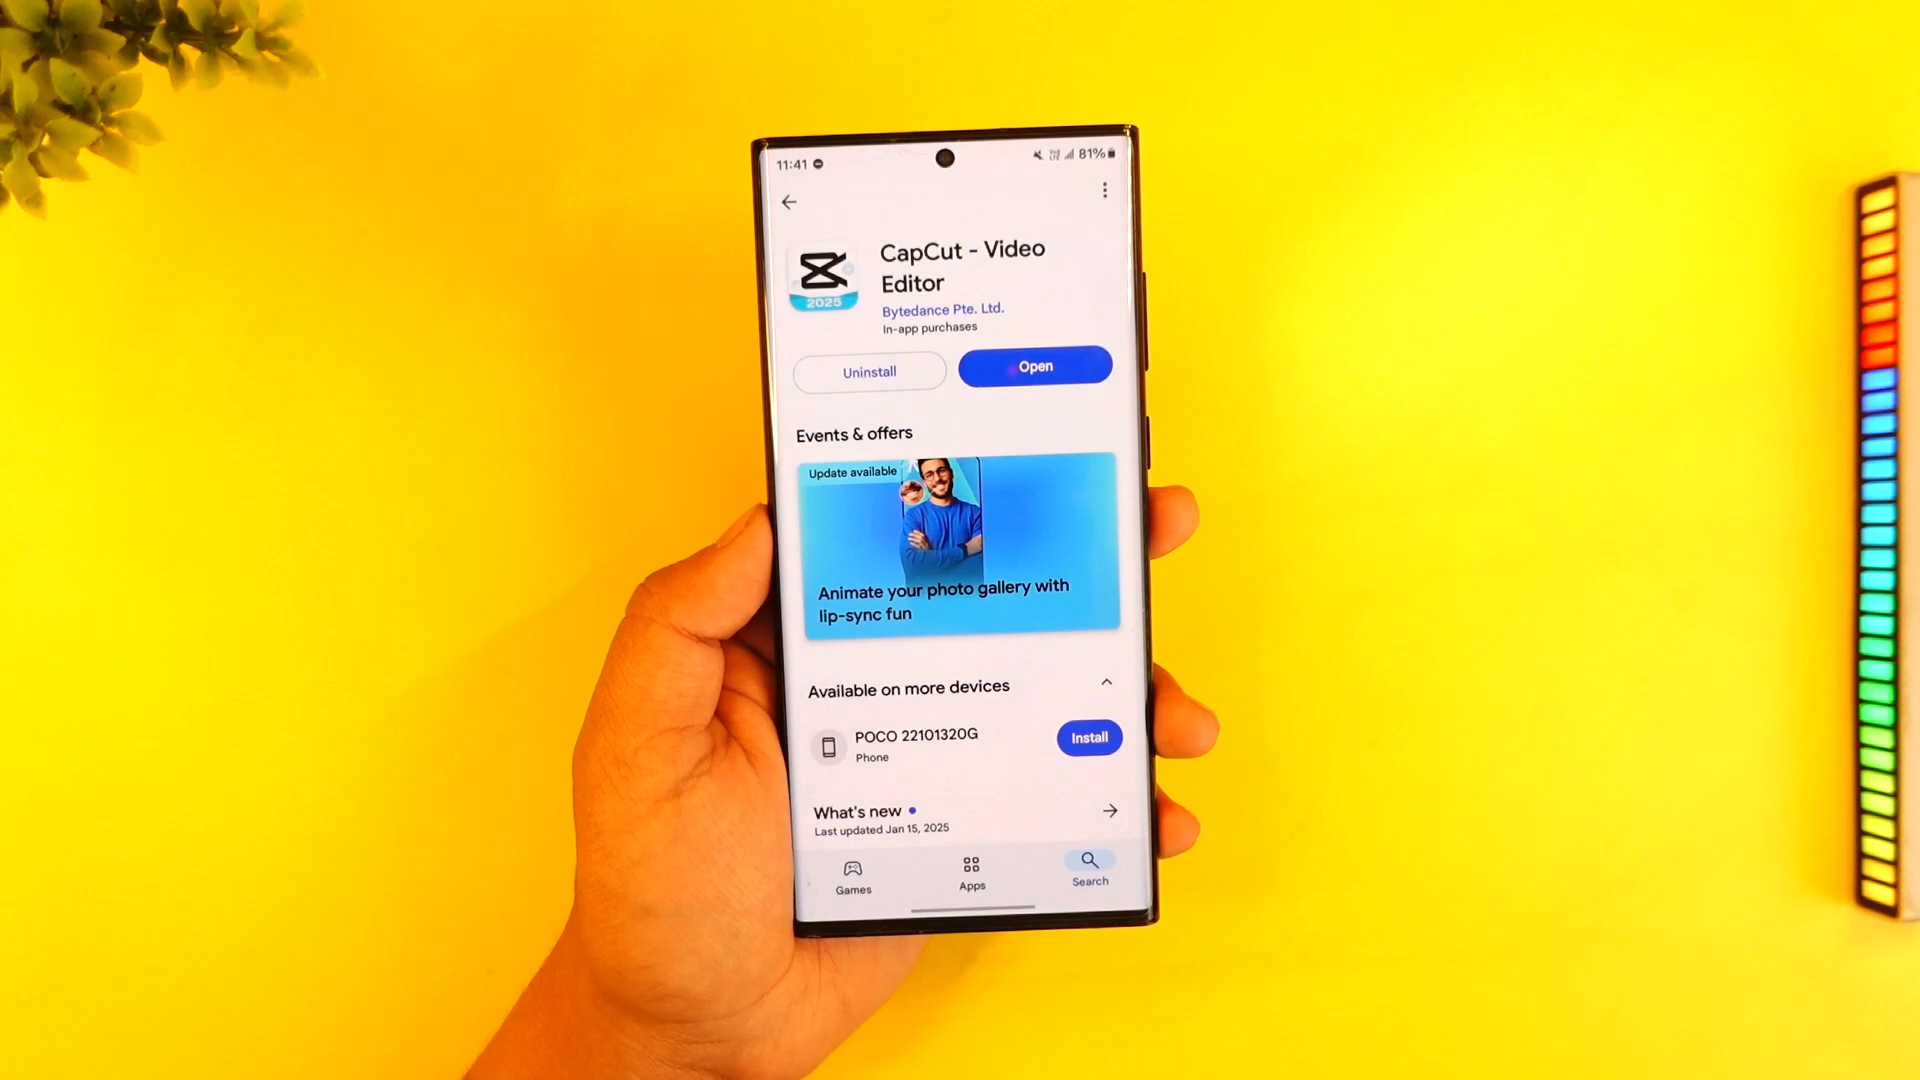 11:41
81%
CapCut - Video
Editor
2025
Bytedance Pte. Ltd.
In-app purchases
Uninstall
Open
Events & offers
Update available
Animate your photo gallery with
lip-sync fun
Available on more devices
POCO 22101320G
Phone
Install
What's new
Last updated Jan 15, 2025
Games
Apps
Search